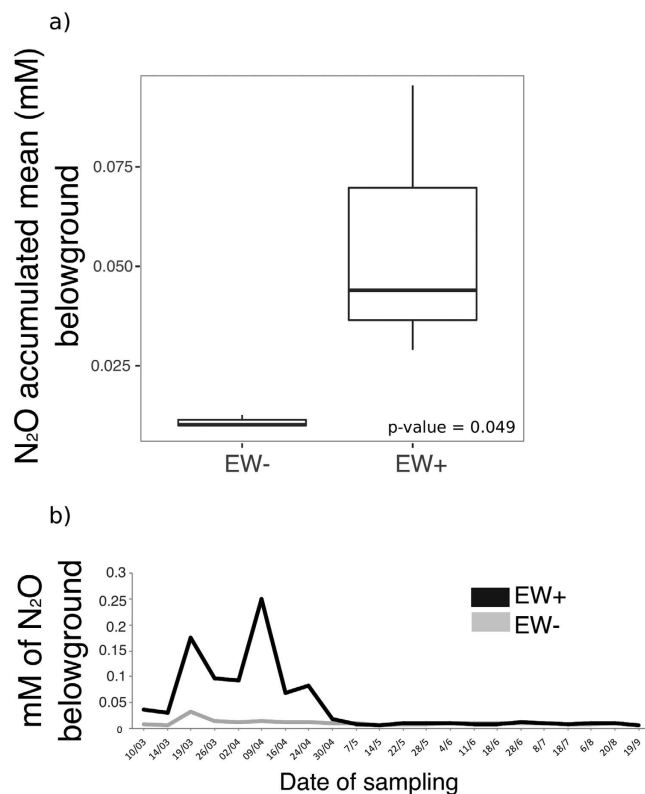 a)
N₂O accumulated mean (mM)
belowground
0.075
0.050
0.025
p-value = 0.049
EW-
EW+
b)
mM of N₂O
belowground
0.3
0.25
0.2
0.15
0.1
0.05
0
EW+
EW-
10/03 14/03 19/03 26/03 02/04 09/04 16/04 24/04 30/04 7/5 14/5 22/5 28/5 4/6 11/6 18/6 28/6 8/7 18/7 6/8 20/8 19/9
Date of sampling